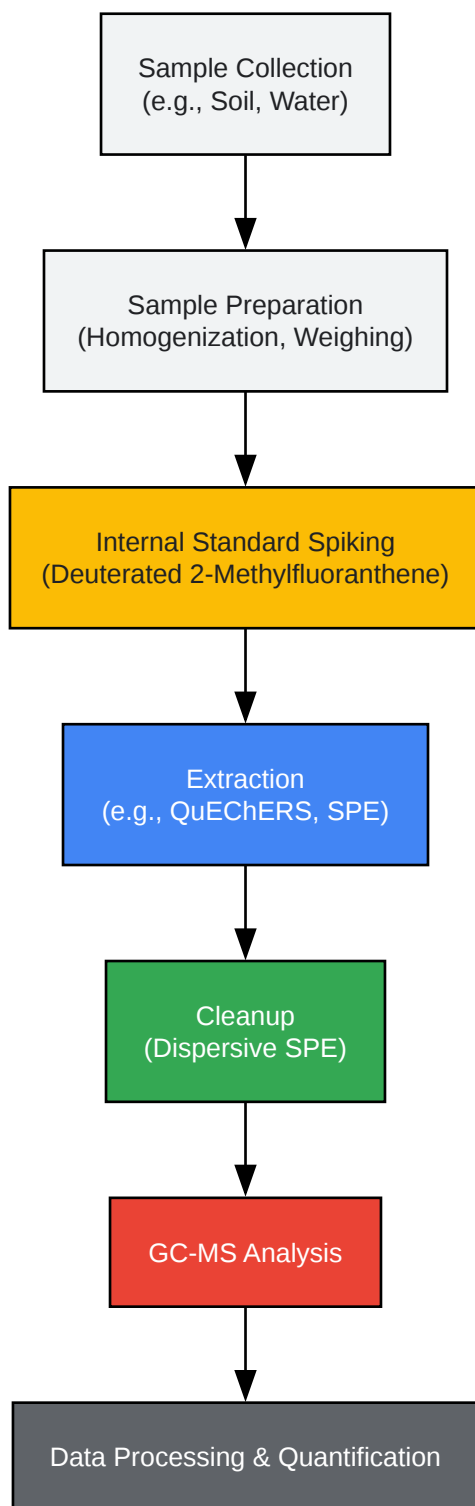 Sample Collection
(e.g., Soil, Water)
Sample Preparation
(Homogenization, Weighing)
Internal Standard Spiking
(Deuterated 2-Methylfluoranthene)
Extraction
(e.g., QuEChERS, SPE)
Cleanup
(Dispersive SPE)
GC-MS Analysis
Data Processing & Quantification